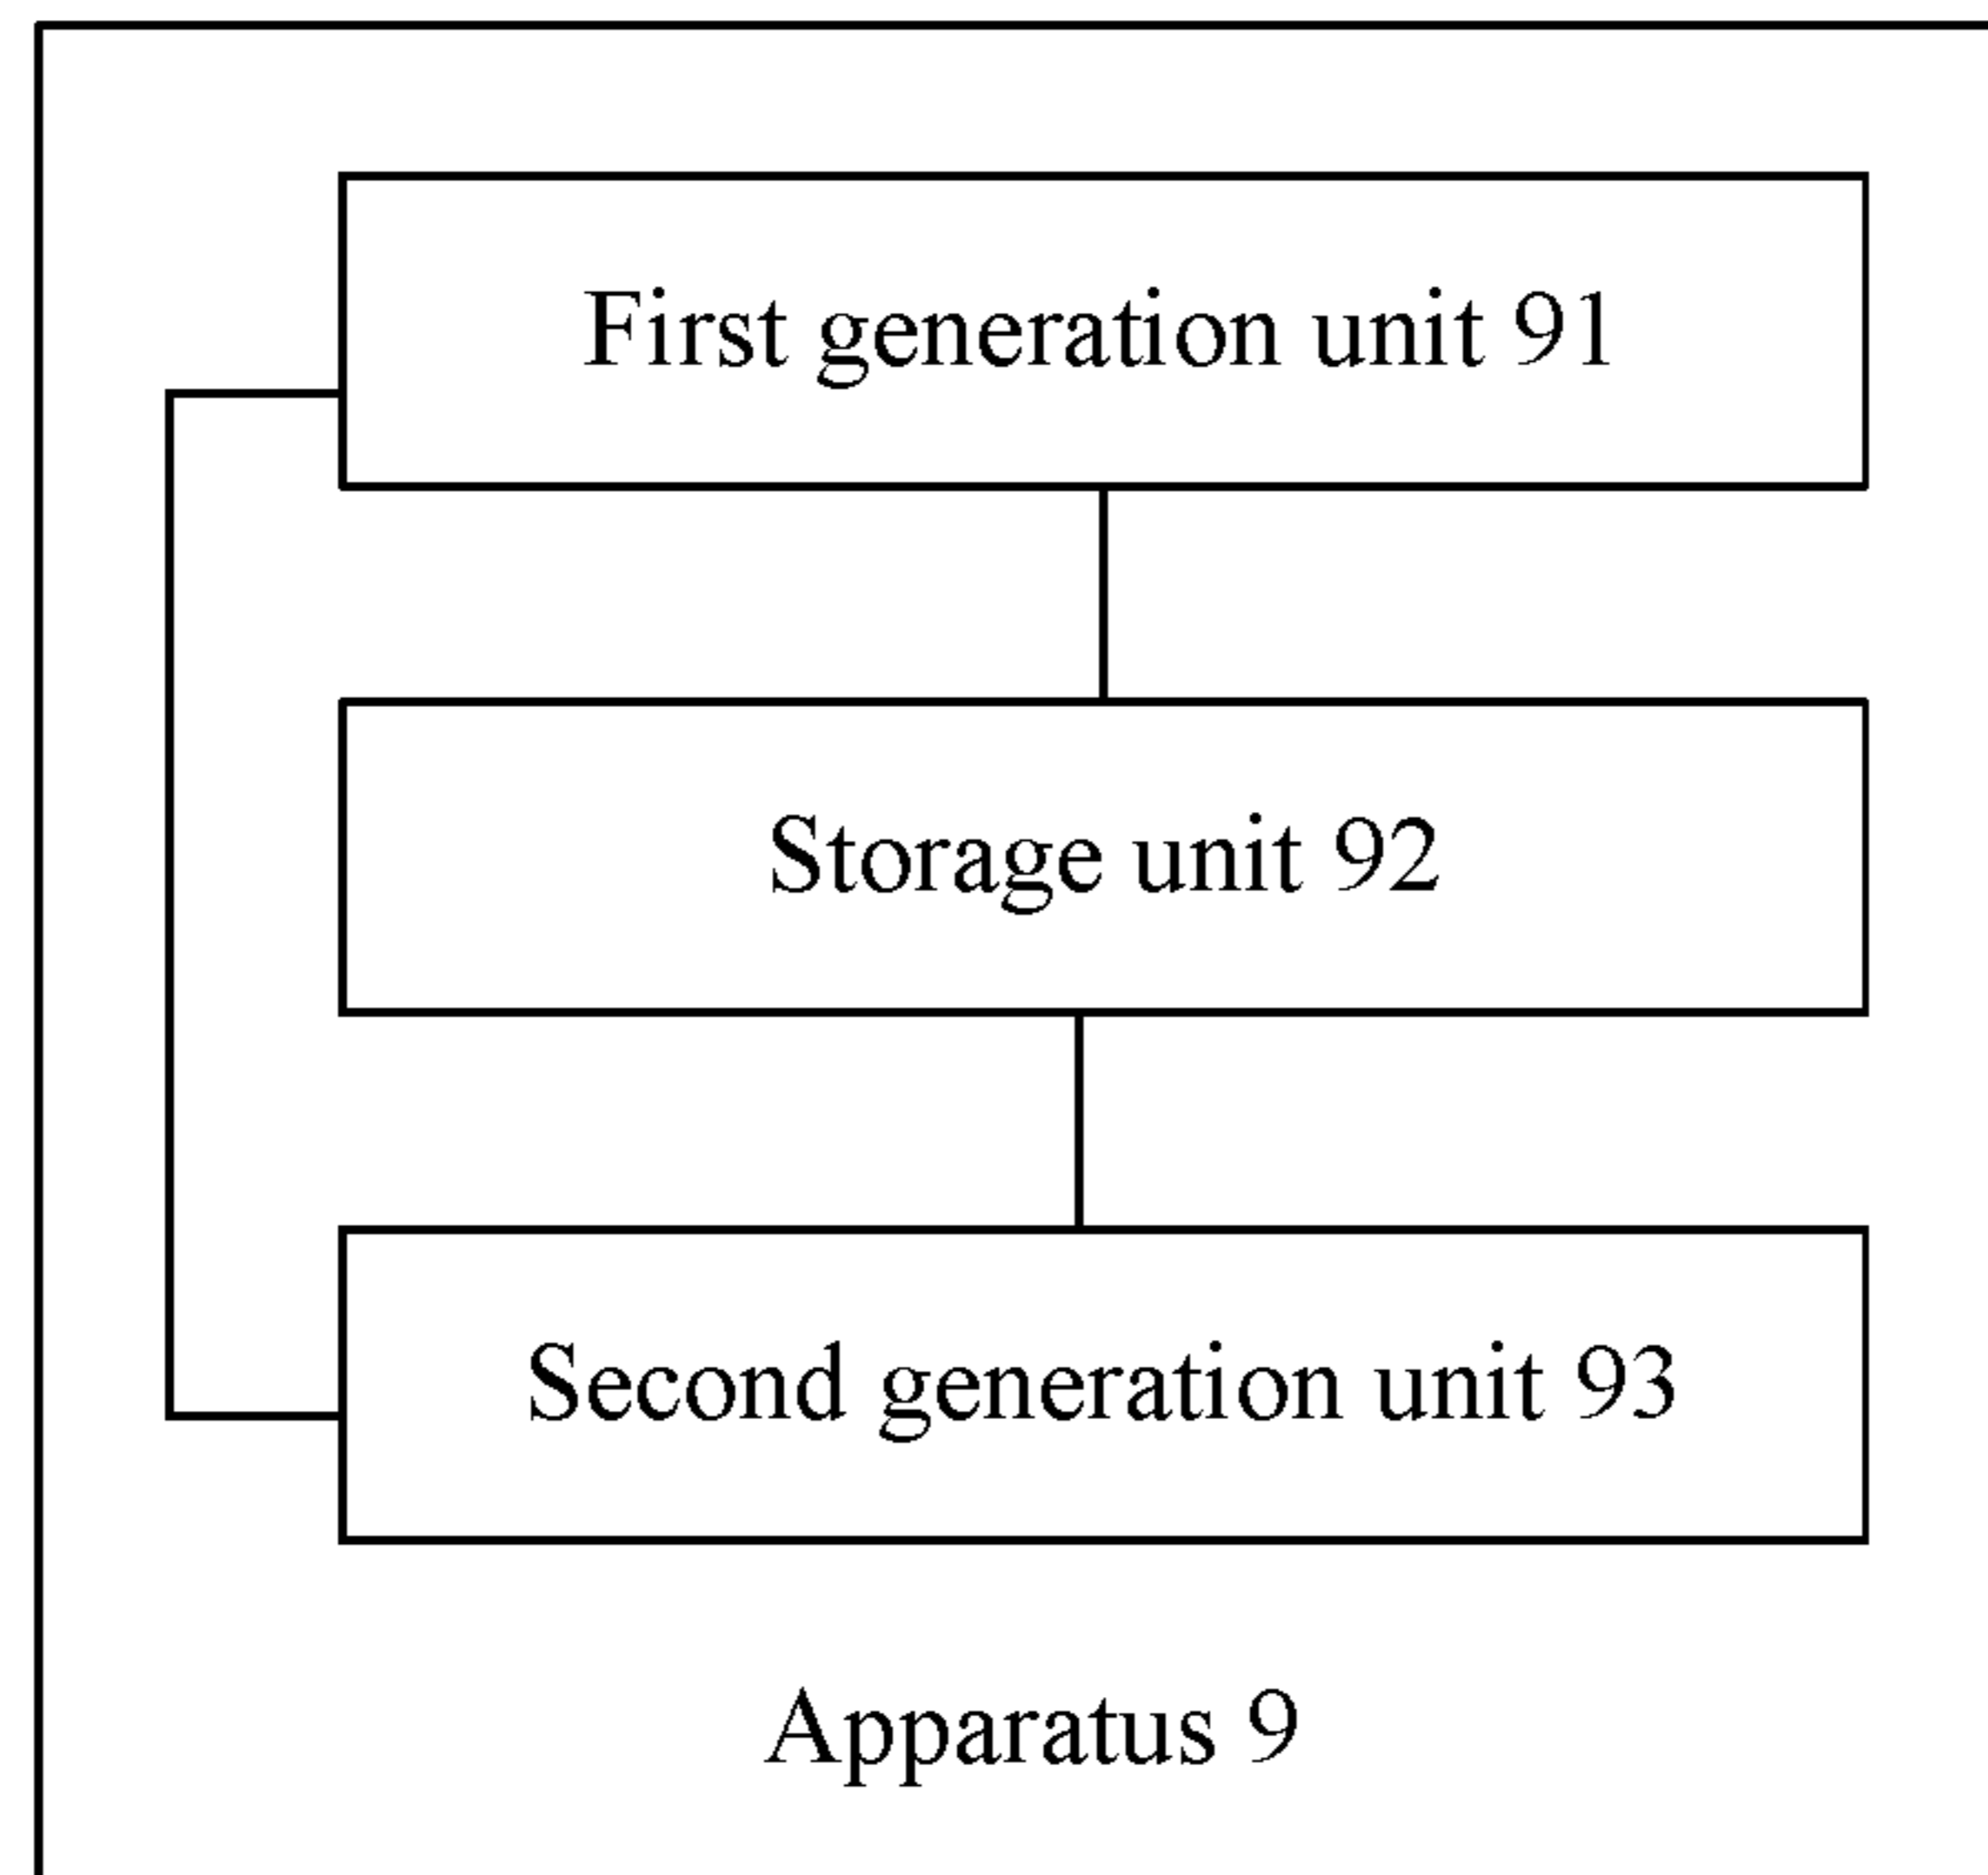 First generation unit 91
Storage unit 92
Second generation unit 93
Apparatus 9